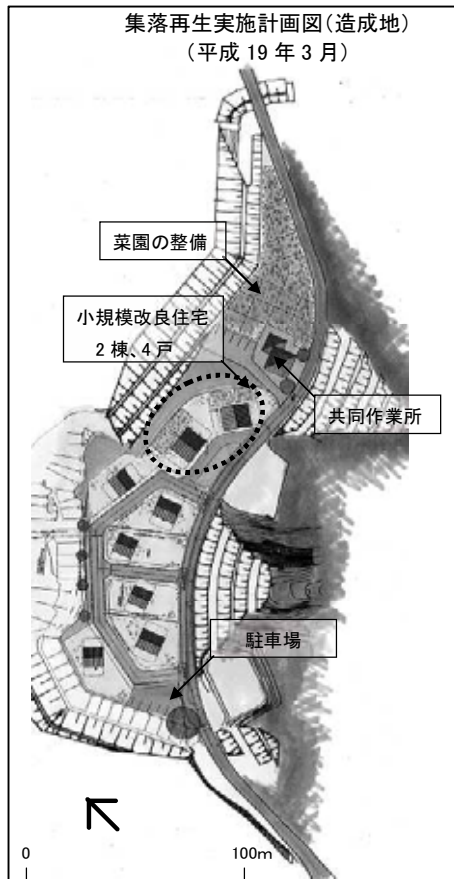 集落再生実施計画図（造成地）
（平成 19 年 3 月）
菜園の整備
小規模改良住宅
2 棟、4 戸
共同作業所
駐車場
0
100m